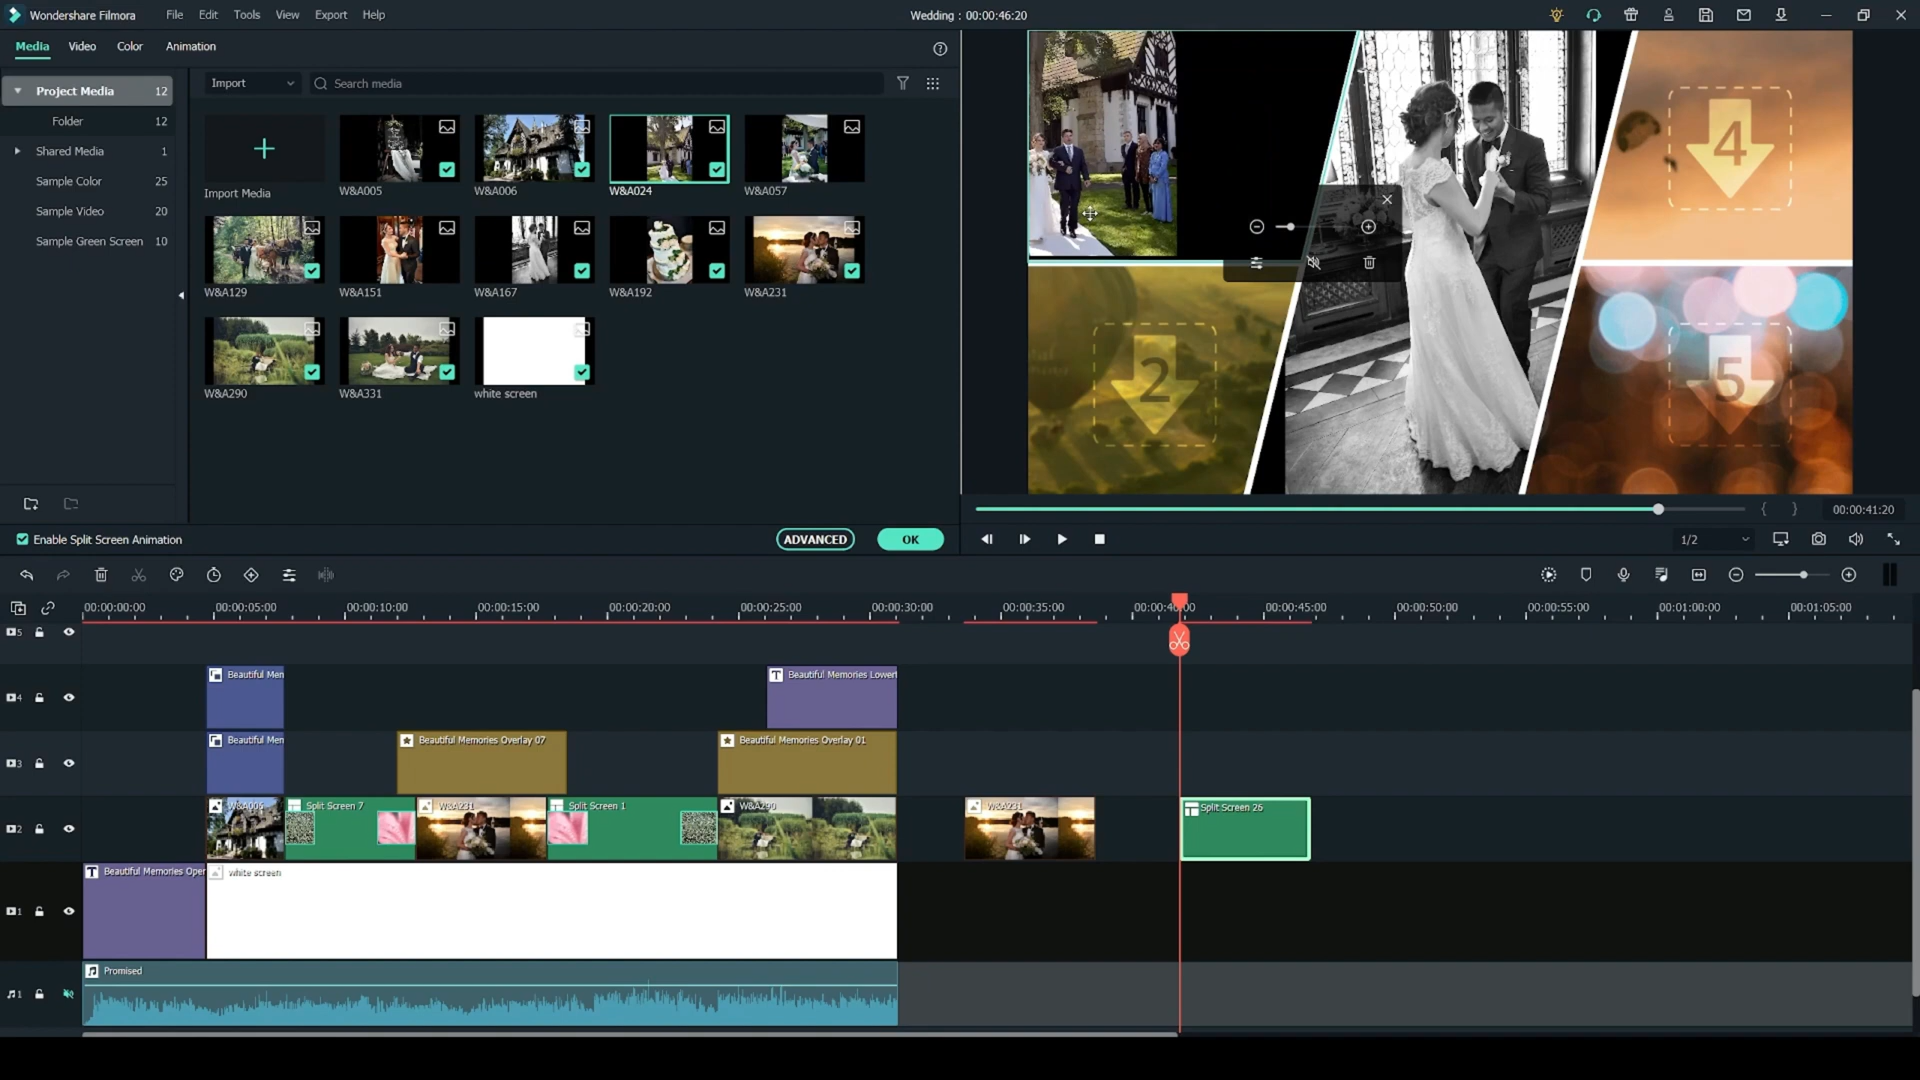 Wondershare Filmora File Edit Tools View Export Help Wedding : 00:00:46:20
Media Video Color Animation
Project Media 12
Folder 12
Shared Media 1
Sample Color 25
Sample Video 20
Sample Green Screen 10
Import Search media
Import Media W&A005 W&A006 W&A024 W&A057
W&A129 W&A151 W&A167 W&A192 W&A231
W&A290 W&A331 white screen
4
2
5
00:00:41:20
Enable Split Screen Animation ADVANCED OK
1/2
00:00:00:00 00:00:05:00 00:00:10:00 00:00:15:00 00:00:20:00 00:00:25:00 00:00:30:00 00:00:35:00 00:00:45:00 00:00:50:00 00:00:55:00 00:01:00:00 00:01:05:00
5
4 Beautiful Mem Beautiful Memories Lowert
3 Beautiful Mem Beautiful Memories Overlay 07 Beautiful Memories Overlay 01
2 W&A006 Split Screen 7 W&A231 Split Screen 1 W&A290 W&A231 Split Screen 26
1 Beautiful Memories Oper white screen
1 Promised